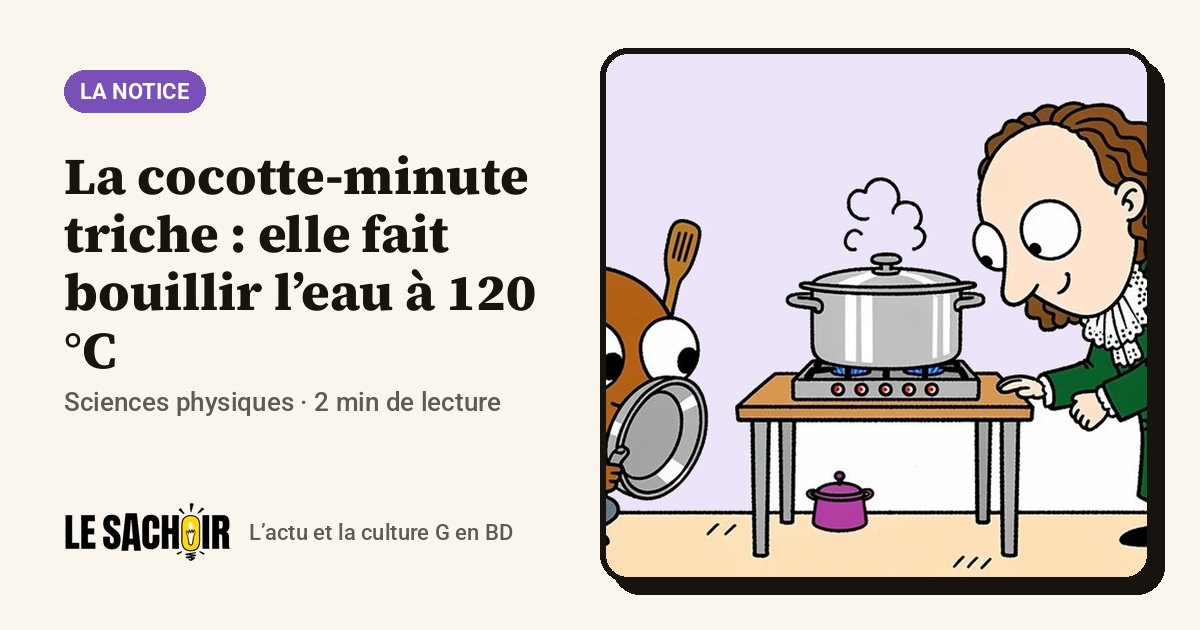 LA NOTICE
La cocotte-minute
triche : elle fait
bouillir l’eau à 120
°C
Sciences physiques · 2 min de lecture
LE SACHOIR
L’actu et la culture G en BD